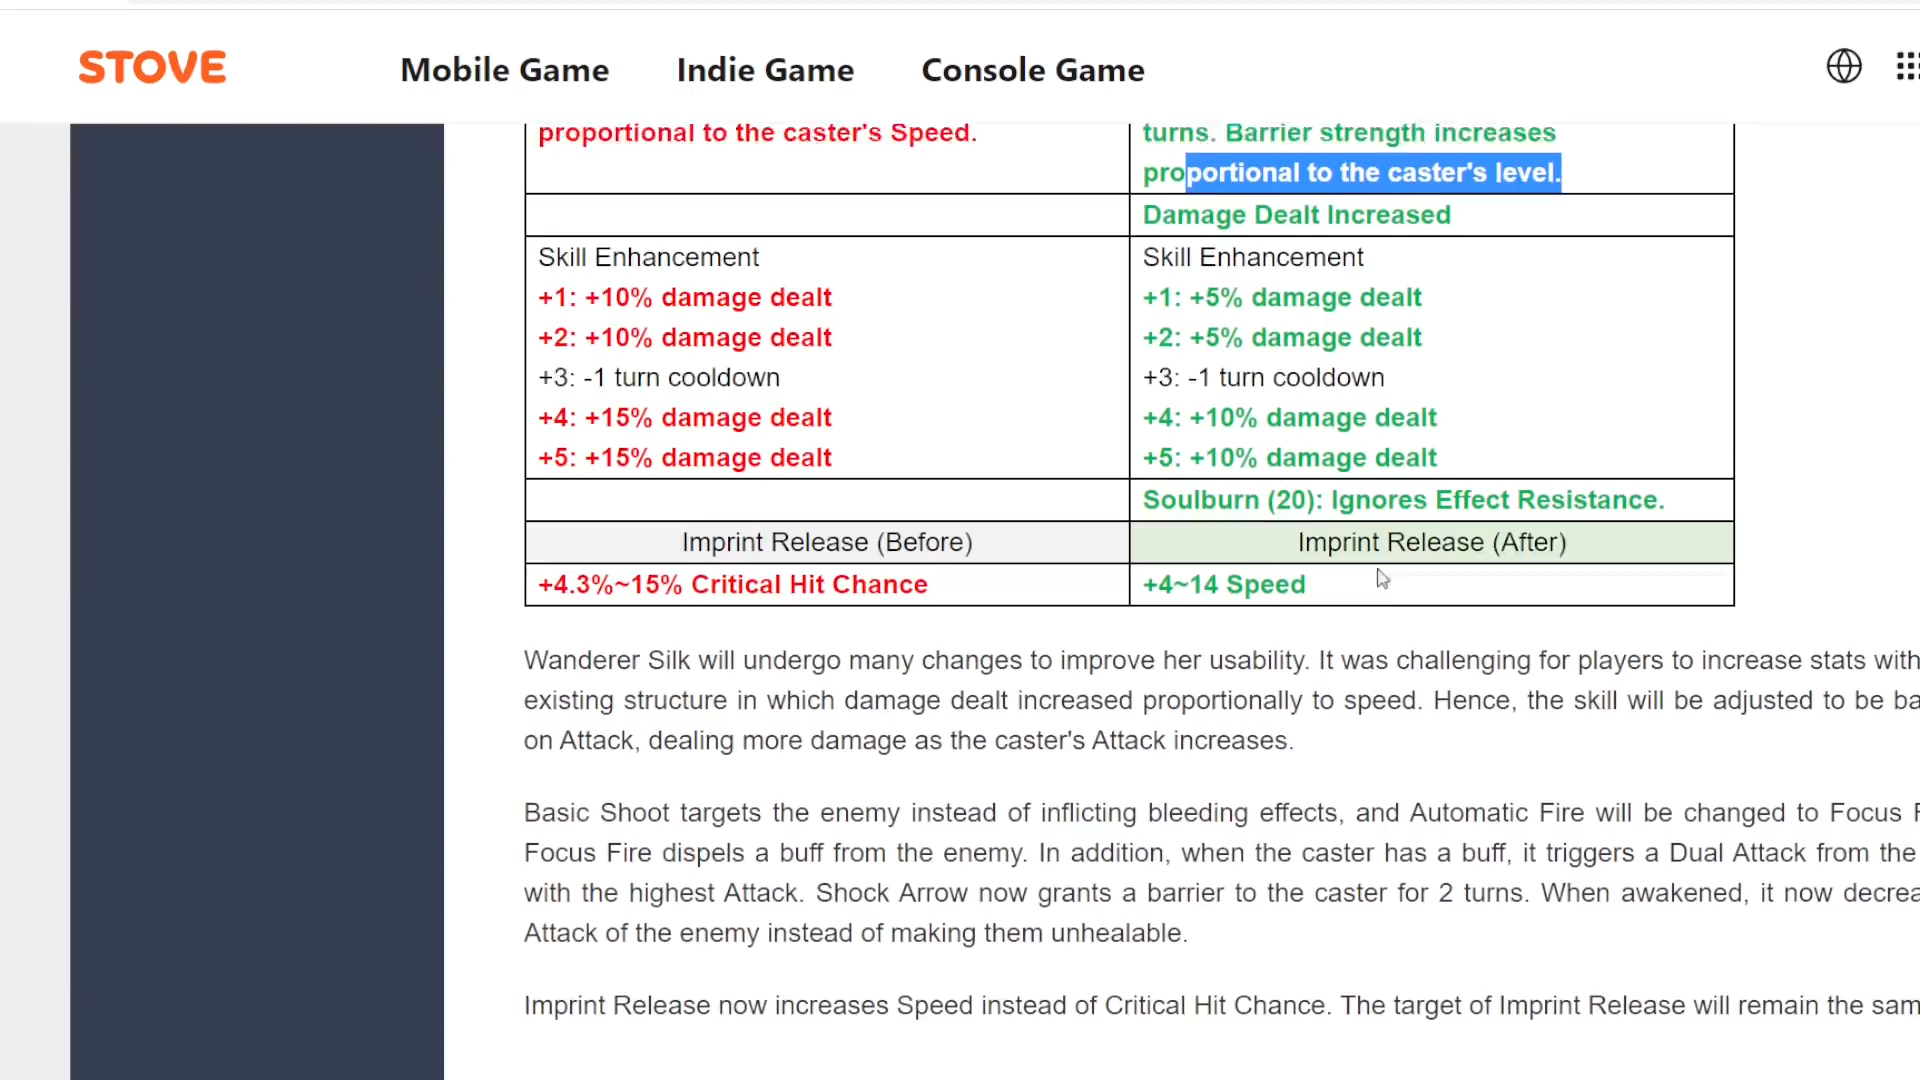 STOVE
Mobile Game
Indie Game
Console Game
proportional to the caster's Speed.
turns. Barrier strength increases
proportional to the caster's level.
Damage Dealt Increased
Skill Enhancement
+1: +10% damage dealt
+2: +10% damage dealt
+3: -1 turn cooldown
+4: +15% damage dealt
+5: +15% damage dealt
Skill Enhancement
+1: +5% damage dealt
+2: +5% damage dealt
+3: -1 turn cooldown
+4: +10% damage dealt
+5: +10% damage dealt
Soulburn (20): Ignores Effect Resistance.
Imprint Release (Before)
Imprint Release (After)
+4.3%~15% Critical Hit Chance
+4~14 Speed
Wanderer Silk will undergo many changes to improve her usability. It was challenging for players to increase stats with
existing structure in which damage dealt increased proportionally to speed. Hence, the skill will be adjusted to be ba
on Attack, dealing more damage as the caster's Attack increases.
Basic Shoot targets the enemy instead of inflicting bleeding effects, and Automatic Fire will be changed to Focus F
Focus Fire dispels a buff from the enemy. In addition, when the caster has a buff, it triggers a Dual Attack from the
with the highest Attack. Shock Arrow now grants a barrier to the caster for 2 turns. When awakened, it now decrea
Attack of the enemy instead of making them unhealable.
Imprint Release now increases Speed instead of Critical Hit Chance. The target of Imprint Release will remain the sam